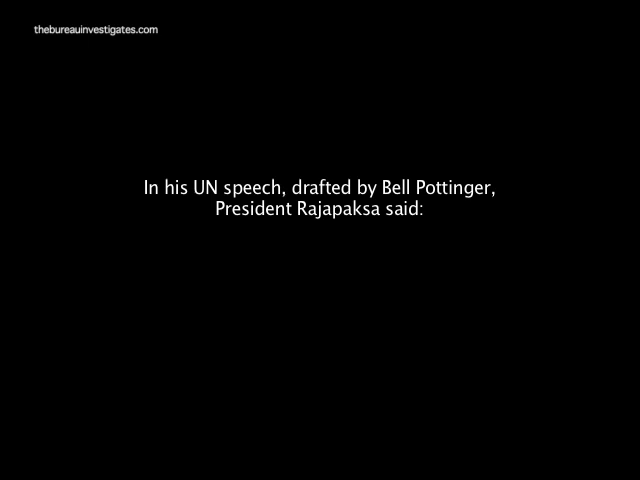 thebureauinvestigates.com
In his UN speech, drafted by Bell Pottinger,
President Rajapaksa said: